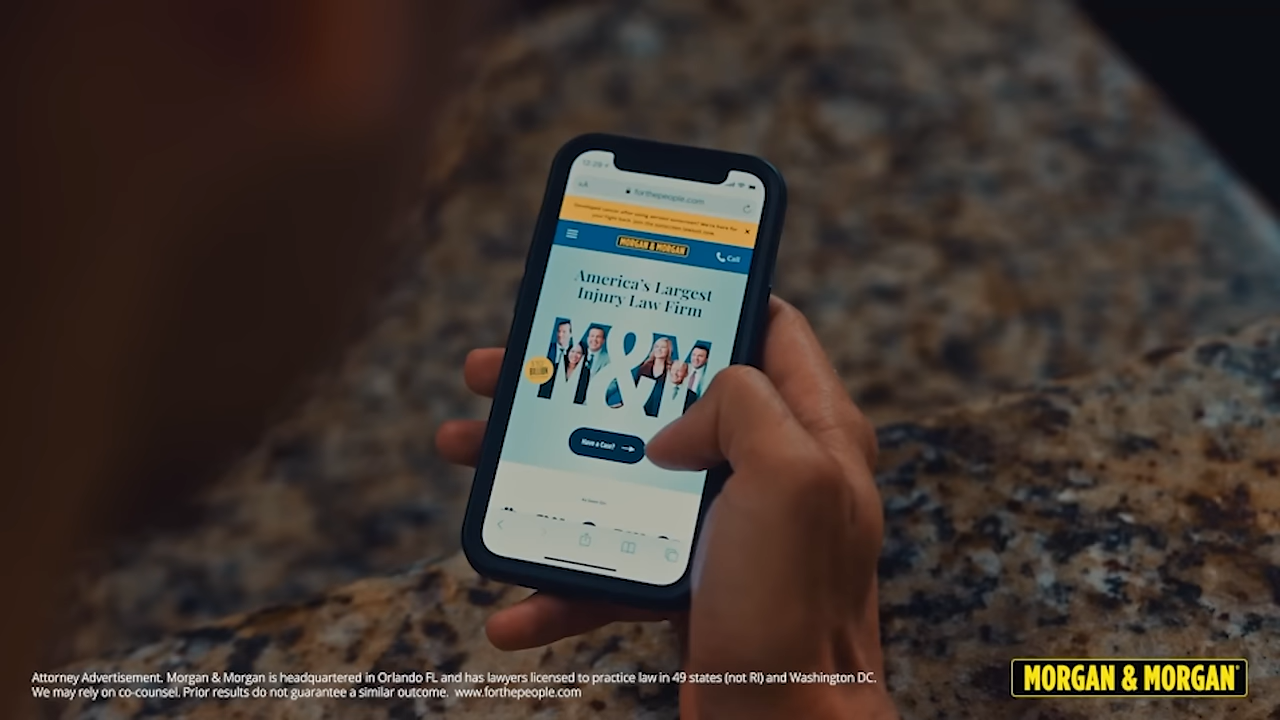 forthepeople.com
MORGAN & MORGAN
Call
America's Largest
Injury Law Firm
M&M
BILLION
Have a Case?
Attorney Advertisement. Morgan & Morgan is headquartered in Orlando FL and has lawyers licensed to practice law in 49 states (not RI) and Washington DC.
We may rely on co-counsel. Prior results do not guarantee a similar outcome. www.forthepeople.com
MORGAN & MORGAN